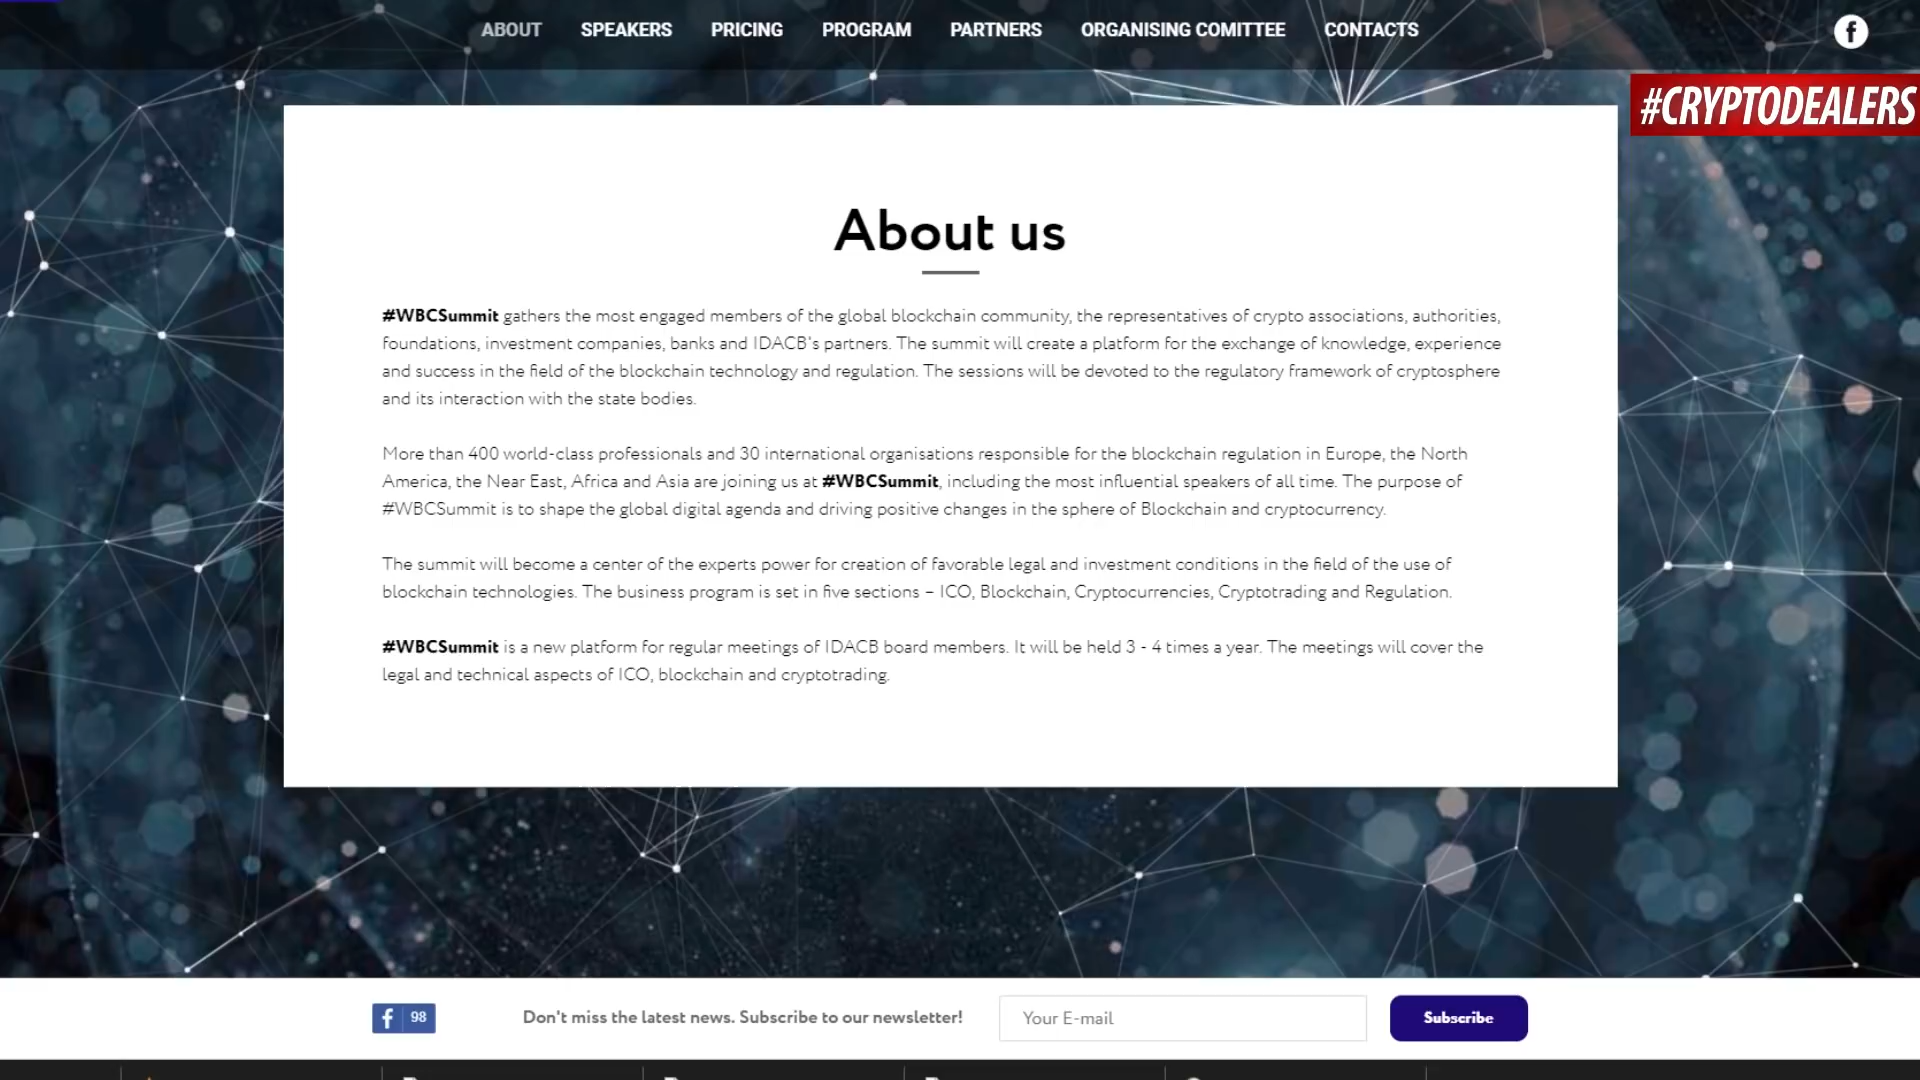 ABOUT SPEAKERS PRICING PROGRAM PARTNERS ORGANISING COMITTEE CONTACTS
f
#CRYPTODEALERS
About us
#WBCSummit gathers the most engaged members of the global blockchain community, the representatives of crypto associations, authorities,
foundations, investment companies, banks and IDACB's partners. The summit will create a platform for the exchange of knowledge, experience
and success in the field of the blockchain technology and regulation. The sessions will be devoted to the regulatory framework of cryptosphere
and its interaction with the state bodies.
More than 400 world-class professionals and 30 international organisations responsible for the blockchain regulation in Europe, the North
America, the Near East, Africa and Asia are joining us at #WBCSummit, including the most influential speakers of all time. The purpose of
#WBCSummit is to shape the global digital agenda and driving positive changes in the sphere of Blockchain and cryptocurrency.
The summit will become a center of the experts power for creation of favorable legal and investment conditions in the field of the use of
blockchain technologies. The business program is set in five sections – ICO, Blockchain, Cryptocurrencies, Cryptotrading and Regulation.
#WBCSummit is a new platform for regular meetings of IDACB board members. It will be held 3 - 4 times a year. The meetings will cover the
legal and technical aspects of ICO, blockchain and cryptotrading.
f 98 Don't miss the latest news. Subscribe to our newsletter! Your E-mail Subscribe